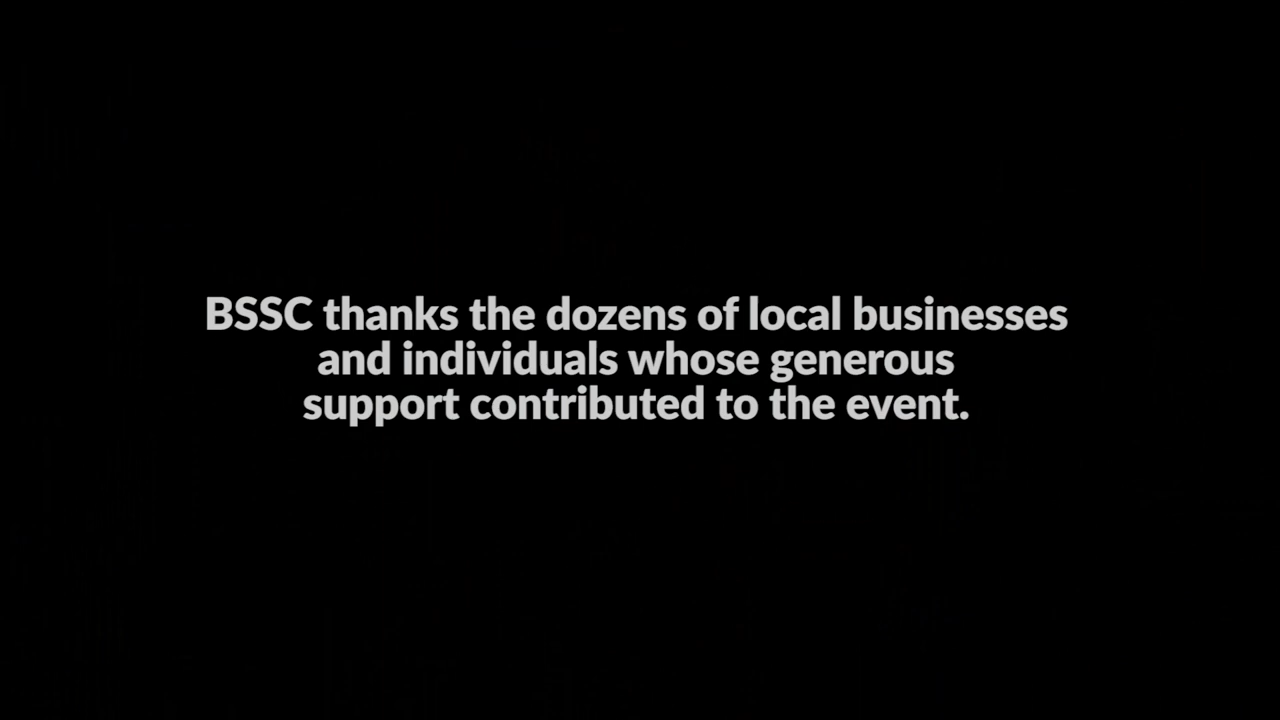 BSSC thanks the dozens of local businesses
and individuals whose generous
support contributed to the event.